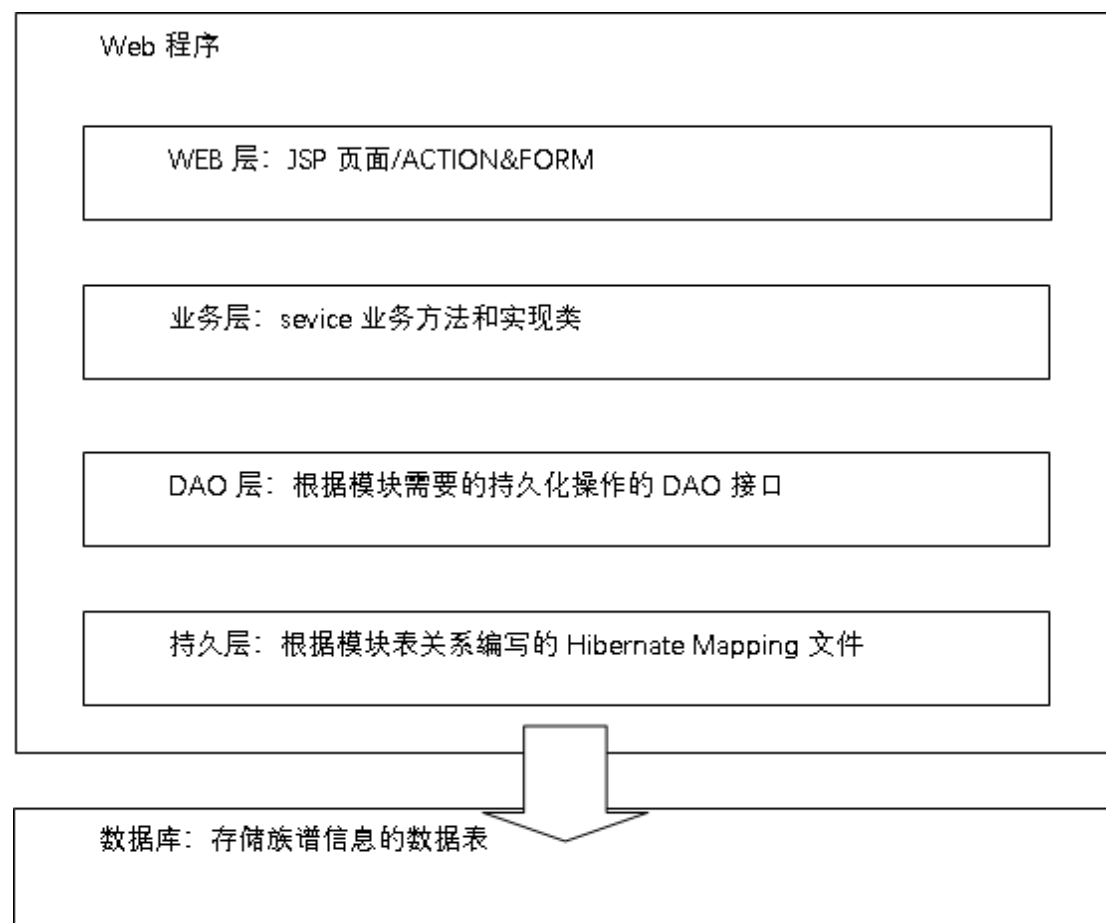 Web 程序
WEB 层：JSP 页面/ACTION&FORM
业务层：sevice 业务方法和实现类
DAO 层：根据模块需要的持久化操作的 DAO 接口
持久层：根据模块表关系编写的 Hibernate Mapping 文件
数据库：存储族谱信息的数据表